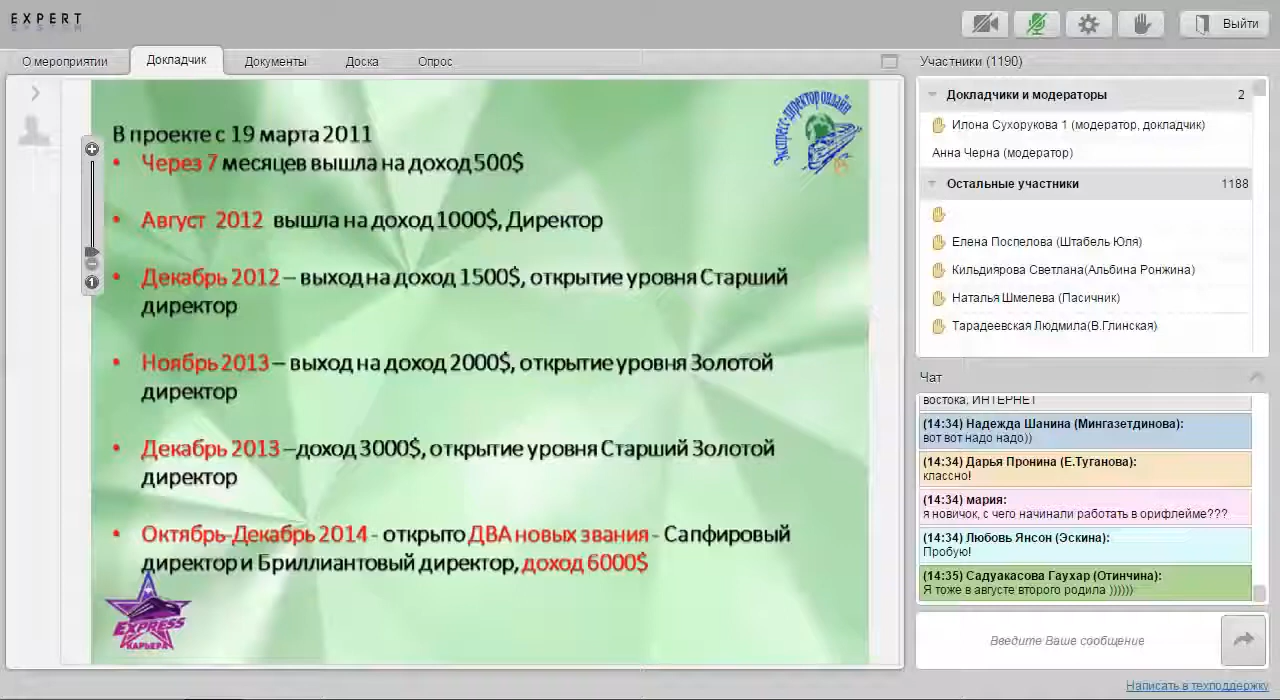 EXPERT
SYSTEM
Выйти
О мероприятии
Докладчик
Документы
Доска
Опрос
В проекте с 19 марта 2011
• Через 7 месяцев вышла на доход 500$
• Август 2012 вышла на доход 1000$, Директор
• Декабрь 2012 – выход на доход 1500$, открытие уровня Старший
директор
• Ноябрь 2013 – выход на доход 2000$, открытие уровня Золотой
директор
• Декабрь 2013 –доход 3000$, открытие уровня Старший Золотой
директор
• Октябрь-Декабрь 2014 - открыто ДВА новых звания - Сапфировый
директор и Бриллиантовый директор, доход 6000$
Экспресс-директор онлайн
EXPRESS
КАРЬЕРА
Участники (1190)
Докладчики и модераторы 2
Илона Сухорукова 1 (модератор, докладчик)
Анна Черна (модератор)
Остальные участники 1188
Елена Поспелова (Штабель Юля)
Кильдиярова Светлана(Альбина Ронжина)
Наталья Шмелева (Пасичник)
Тарадеевская Людмила(В.Глинская)
Чат
востока. ИНТЕРНЕТ
(14:34) Надежда Шанина (Мингазетдинова):
вот вот надо надо))
(14:34) Дарья Пронина (Е.Туганова):
классно!
(14:34) мария:
я новичок, с чего начинали работать в орифлейме???
(14:34) Любовь Янсон (Эскина):
Пробую!
(14:35) Садуакасова Гаухар (Отинчина):
Я тоже в августе второго родила ))))))
Введите Ваше сообщение
Написать в техподдержку